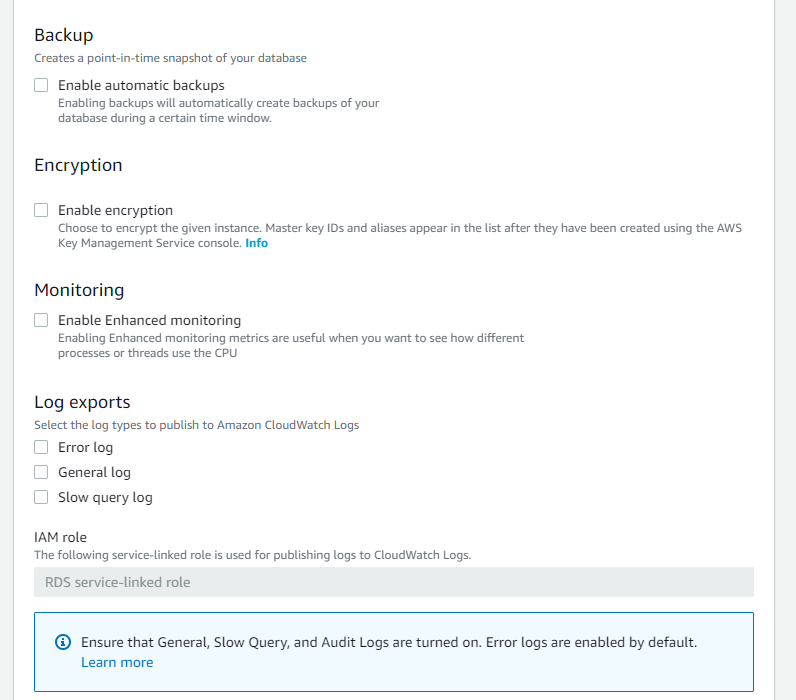 Backup
Creates a point-in-time snapshot of your database
Enable automatic backups
Enabling backups will automatically create backups of your
database during a certain time window.
Encryption
Enable encryption
Choose to encrypt the given instance. Master key IDs and aliases appear in the list after they have been created using the AWS
Key Management Service console. Info
Monitoring
Enable Enhanced monitoring
Enabling Enhanced monitoring metrics are useful when you want to see how different
processes or threads use the CPU
Log exports
Select the log types to publish to Amazon CloudWatch Logs
Error log
General log
Slow query log
IAM role
The following service-linked role is used for publishing logs to CloudWatch Logs.
RDS service-linked role
Ensure that General, Slow Query, and Audit Logs are turned on. Error logs are enabled by default.
Learn more